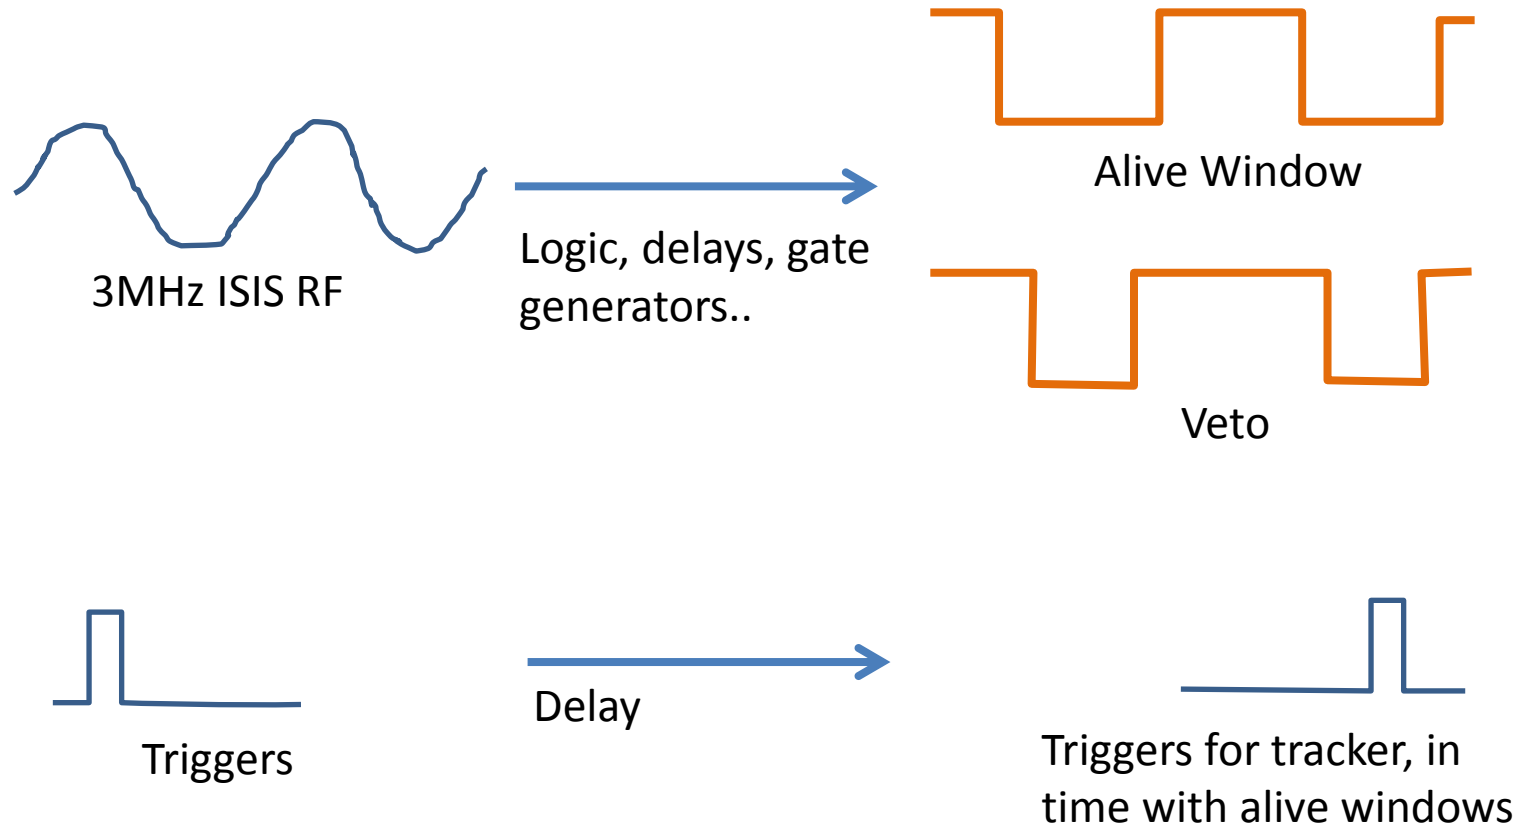 Alive Window
3MHz ISIS RF
Logic, delays, gate
generators..
Veto
Triggers
Delay
Triggers for tracker, in
time with alive windows